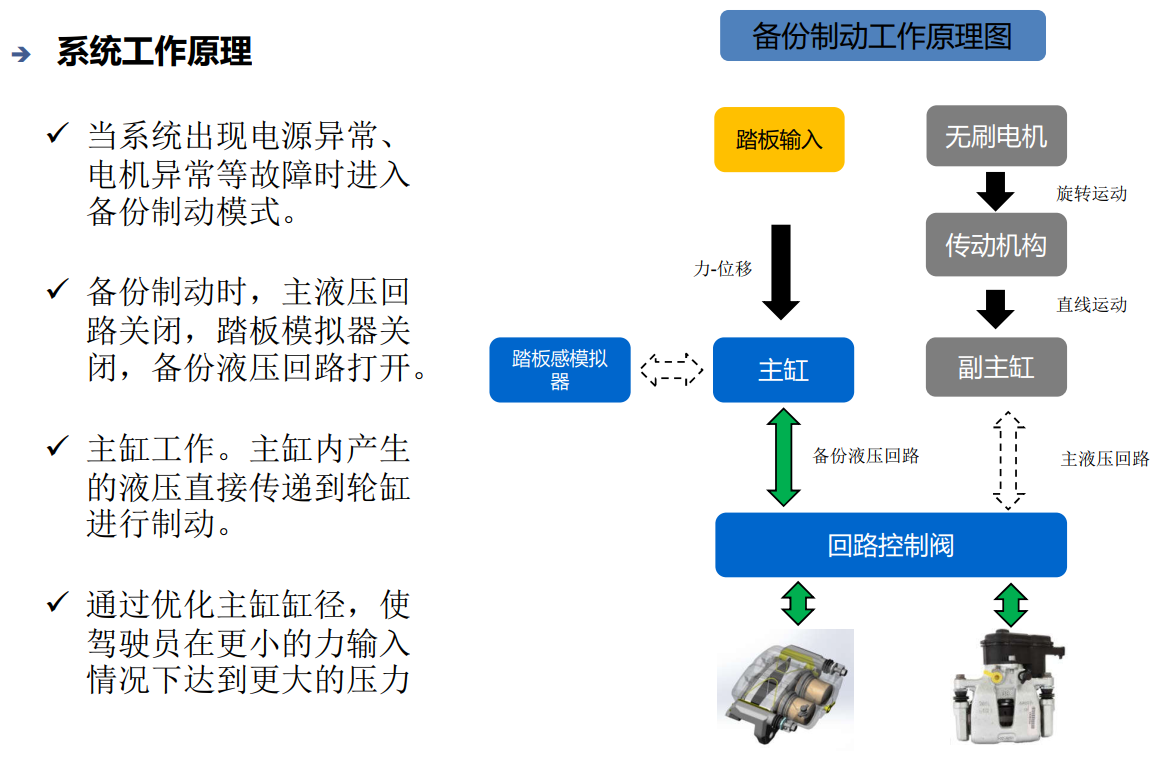 系统工作原理
当系统出现电源异常、
电机异常等故障时进入
备份制动模式。
备份制动时，主液压回
路关闭，踏板模拟器关
闭，备份液压回路打开。
主缸工作。主缸内产生
的液压直接传递到轮缸
进行制动。
通过优化主缸缸径，使
驾驶员在更小的力输入
情况下达到更大的压力
备份制动工作原理图
踏板输入
无刷电机
旋转运动
传动机构
力-位移
直线运动
踏板感模拟
器
主缸
副主缸
备份液压回路
主液压回路
回路控制阀